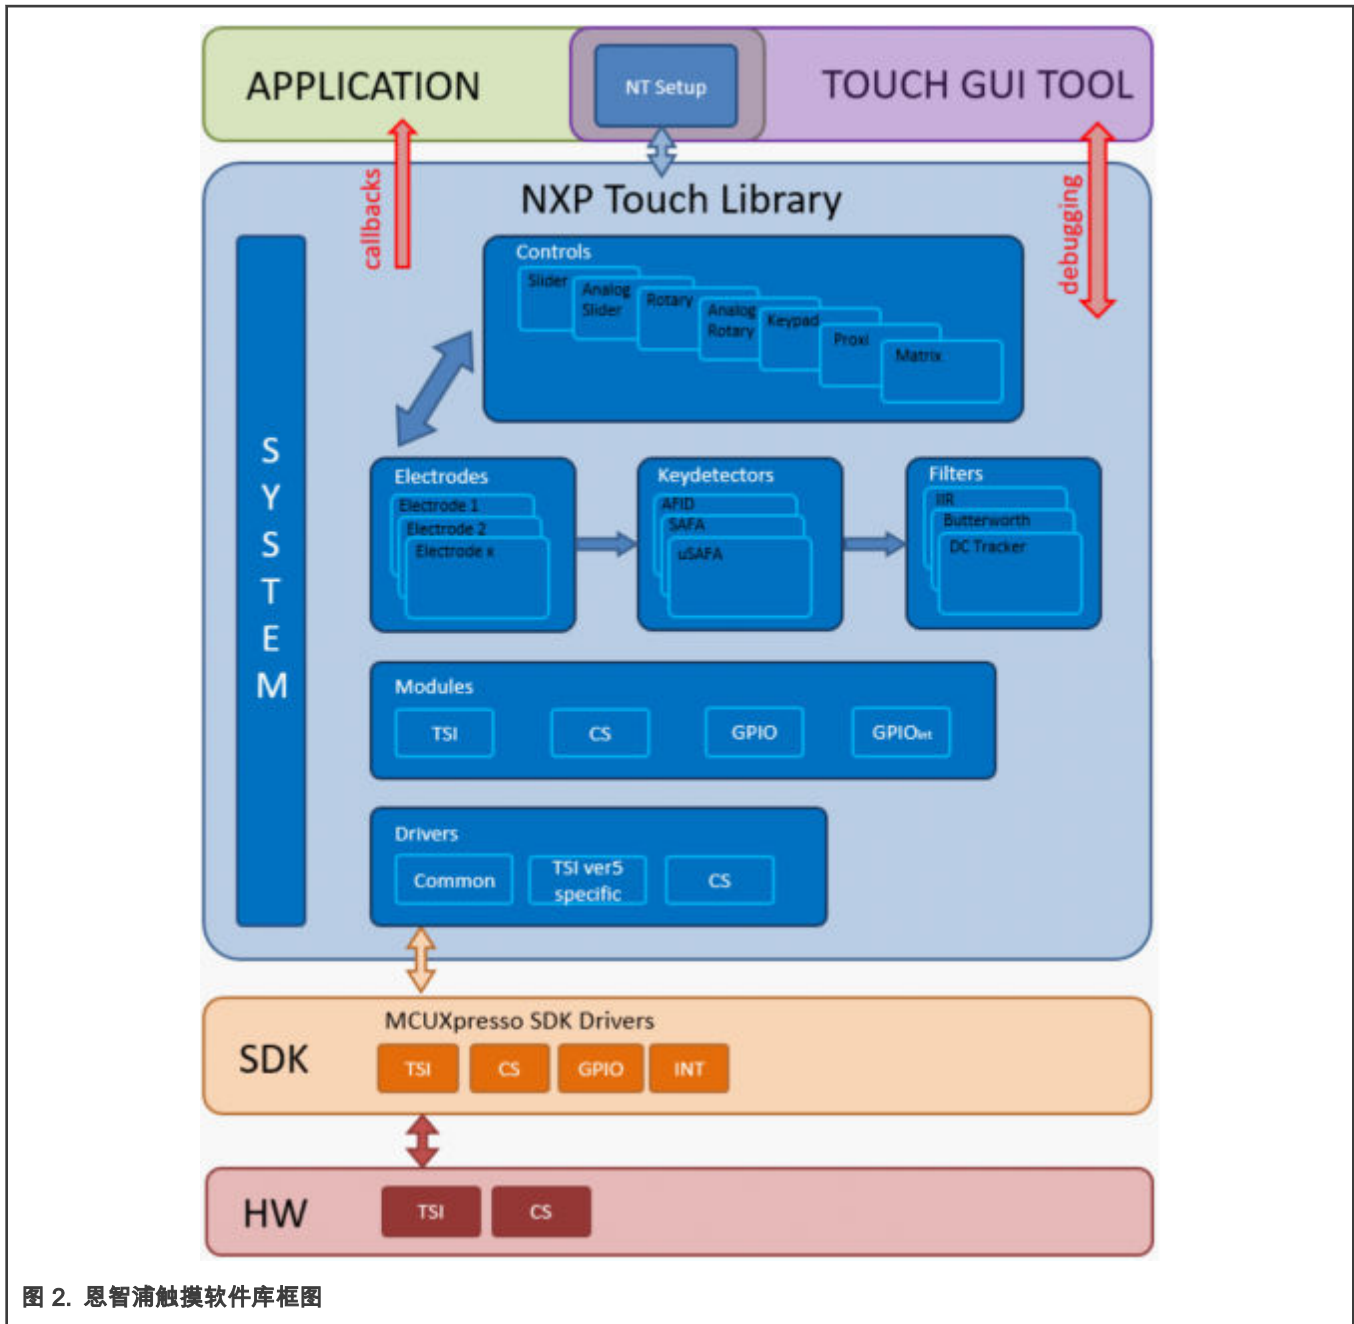 APPLICATION
NT Setup
TOUCH GUI TOOL
callbacks
debugging
NXP Touch Library
SYSTEM
Controls
Slider
Analog
Slider
Rotary
Analog
Rotary
Keypad
Proxi
Matrix
Electrodes
Electrode 1
Electrode 2
Electrode x
Keydetectors
AFID
SAFA
uSAFA
Filters
IIR
Butterworth
DC Tracker
Modules
TSI
CS
GPIO
GPIOint
Drivers
Common
TSI ver5
specific
CS
SDK
MCUXpresso SDK Drivers
TSI
CS
GPIO
INT
HW
TSI
CS
图 2. 恩智浦触摸软件库框图